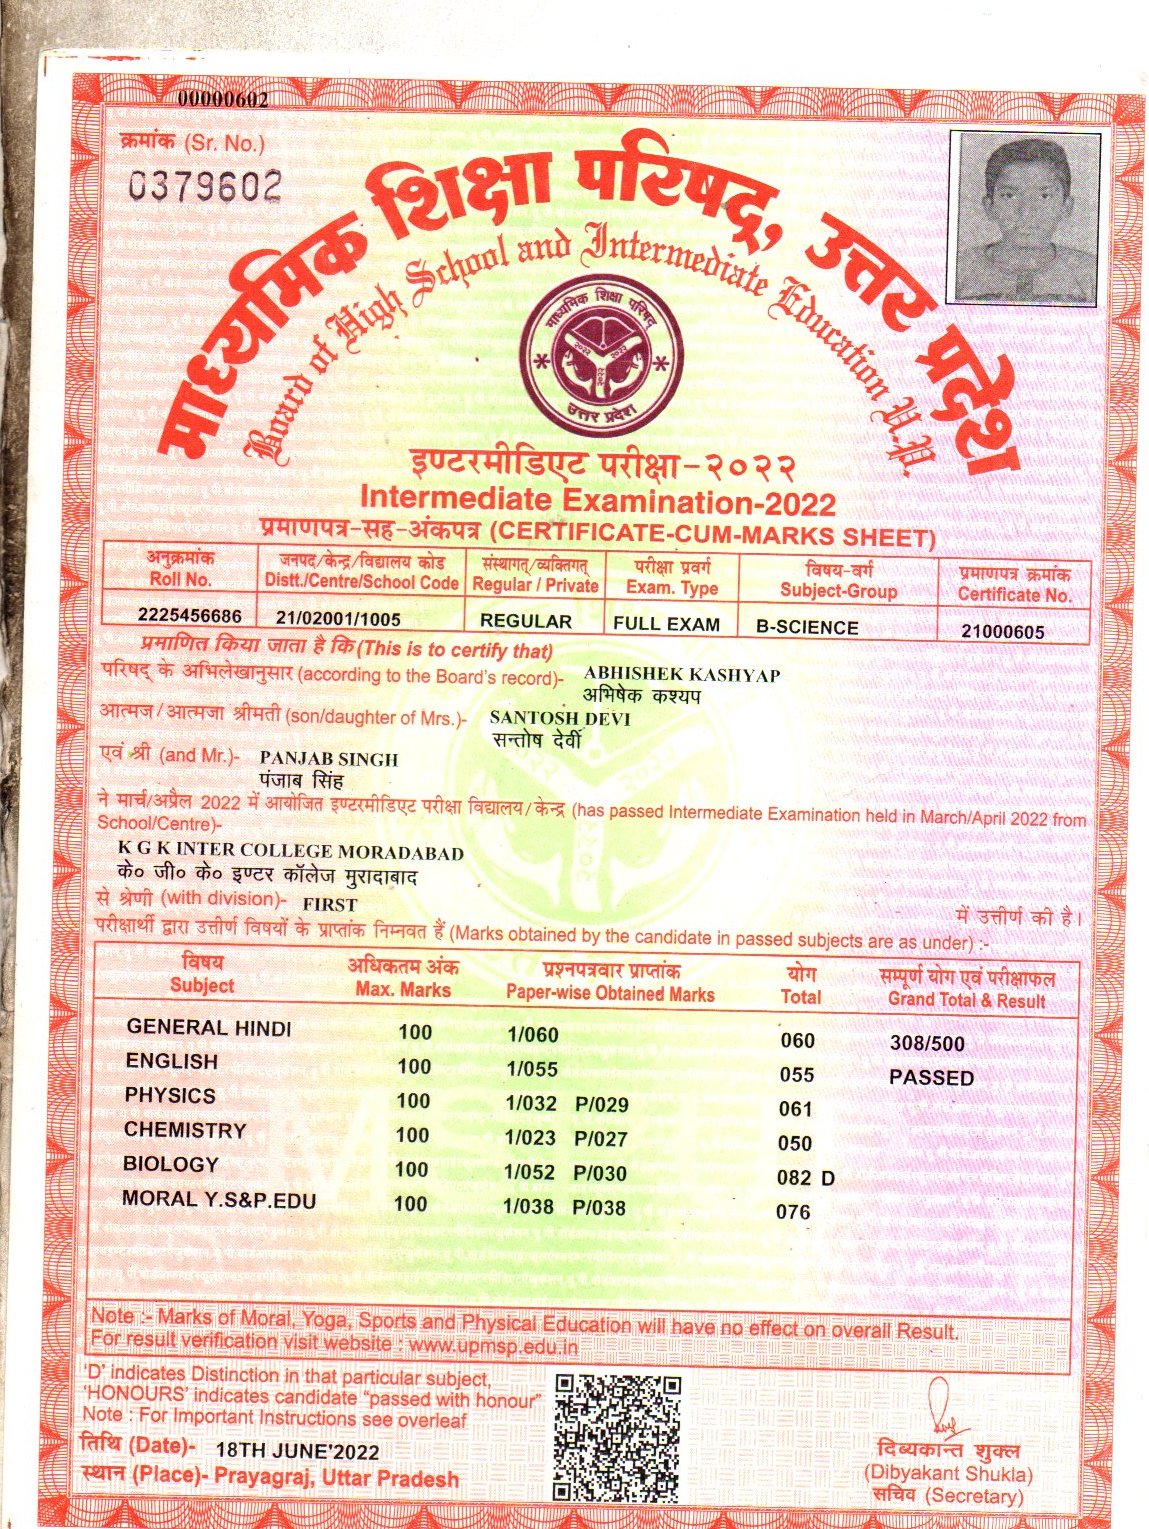 00000602
क्रमांक (Sr. No.)
0379602
माध्यमिक शिक्षा परिषद्, उत्तर प्रदेश
Board of High School and Intermediate Education U.P.
माध्यमिक शिक्षा परिषद्
२०२२ २०२२
२०२२
उत्तर प्रदेश
इण्टरमीडिएट परीक्षा-२०२२
Intermediate Examination-2022
प्रमाणपत्र-सह-अंकपत्र (CERTIFICATE-CUM-MARKS SHEET)
अनुक्रमांक जनपद/केन्द्र/विद्यालय कोड संस्थागत्/व्यक्तिगत् परीक्षा प्रवर्ग विषय-वर्ग प्रमाणपत्र क्रमांक
Roll No. Distt./Centre/School Code Regular / Private Exam. Type Subject-Group Certificate No.
2225456686 21/02001/1005 REGULAR FULL EXAM B-SCIENCE 21000605
प्रमाणित किया जाता है कि (This is to certify that)
परिषद् के अभिलेखानुसार (according to the Board's record)- ABHISHEK KASHYAP
अभिषेक कश्यप
आत्मज/आत्मजा श्रीमती (son/daughter of Mrs.)- SANTOSH DEVI
सन्तोष देवीं
एवं श्री (and Mr.)- PANJAB SINGH
पंजाब सिंह
ने मार्च/अप्रैल 2022 में आयोजित इण्टरमीडिएट परीक्षा विद्यालय/केन्द्र (has passed Intermediate Examination held in March/April 2022 from
School/Centre)-
K G K INTER COLLEGE MORADABAD
के० जी० के० इण्टर कॉलेज मुरादाबाद
से श्रेणी (with division)- FIRST में उत्तीर्ण की है।
परीक्षार्थी द्वारा उत्तीर्ण विषयों के प्राप्तांक निम्नवत हैं (Marks obtained by the candidate in passed subjects are as under) :-
विषय अधिकतम अंक प्रश्नपत्रवार प्राप्तांक योग सम्पूर्ण योग एवं परीक्षाफल
Subject Max. Marks Paper-wise Obtained Marks Total Grand Total & Result
GENERAL HINDI 100 1/060 060 308/500
ENGLISH 100 1/055 055 PASSED
PHYSICS 100 1/032 P/029 061
CHEMISTRY 100 1/023 P/027 050
BIOLOGY 100 1/052 P/030 082 D
MORAL Y.S&P.EDU 100 1/038 P/038 076
Note :- Marks of Moral, Yoga, Sports and Physical Education will have no effect on overall Result.
For result verification visit website : www.upmsp.edu.in
'D' indicates Distinction in that particular subject,
'HONOURS' indicates candidate "passed with honour"
Note : For Important Instructions see overleaf
तिथि (Date)- 18TH JUNE'2022
स्थान (Place)- Prayagraj, Uttar Pradesh
दिब्यकान्त शुक्ल
(Dibyakant Shukla)
सचिव (Secretary)